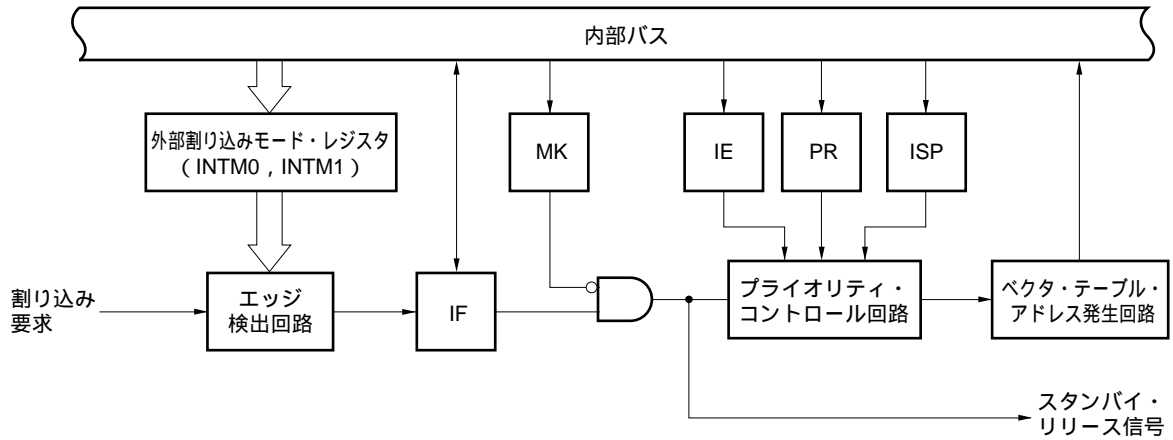 内部バス
外部割り込みモード・レジスタ
（INTM0，INTM1）
MK
IE
PR
ISP
割り込み
要求
エッジ
検出回路
IF
プライオリティ・
コントロール回路
ベクタ・テーブル・
アドレス発生回路
スタンバイ・
リリース信号